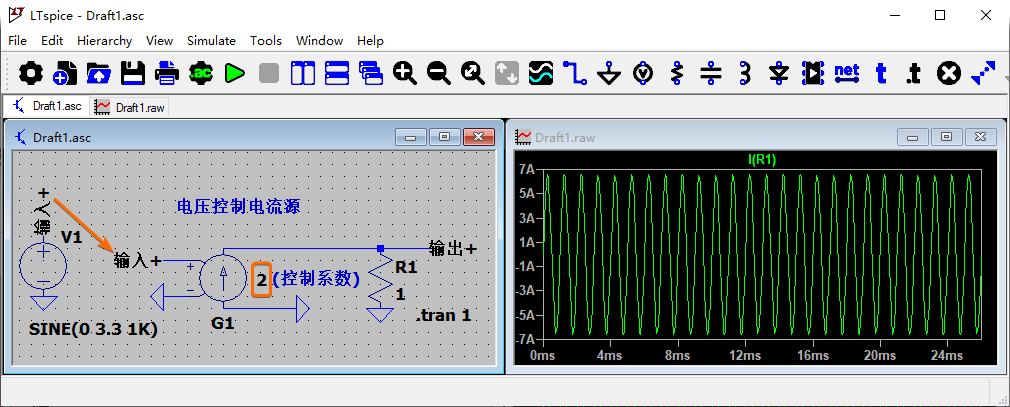 LTspice - Draft1.asc
File Edit Hierarchy View Simulate Tools Window Help
.ac
net
t
.t
Draft1.asc
Draft1.raw
Draft1.asc
输入+
电压控制电流源
V1
+
−
输入+
+
−
2
(控制系数)
G1
输出+
R1
1
.tran 1
SINE(0 3.3 1K)
Draft1.raw
I(R1)
7A
5A
3A
1A
-1A
-3A
-5A
-7A
0ms 4ms 8ms 12ms 16ms 20ms 24ms